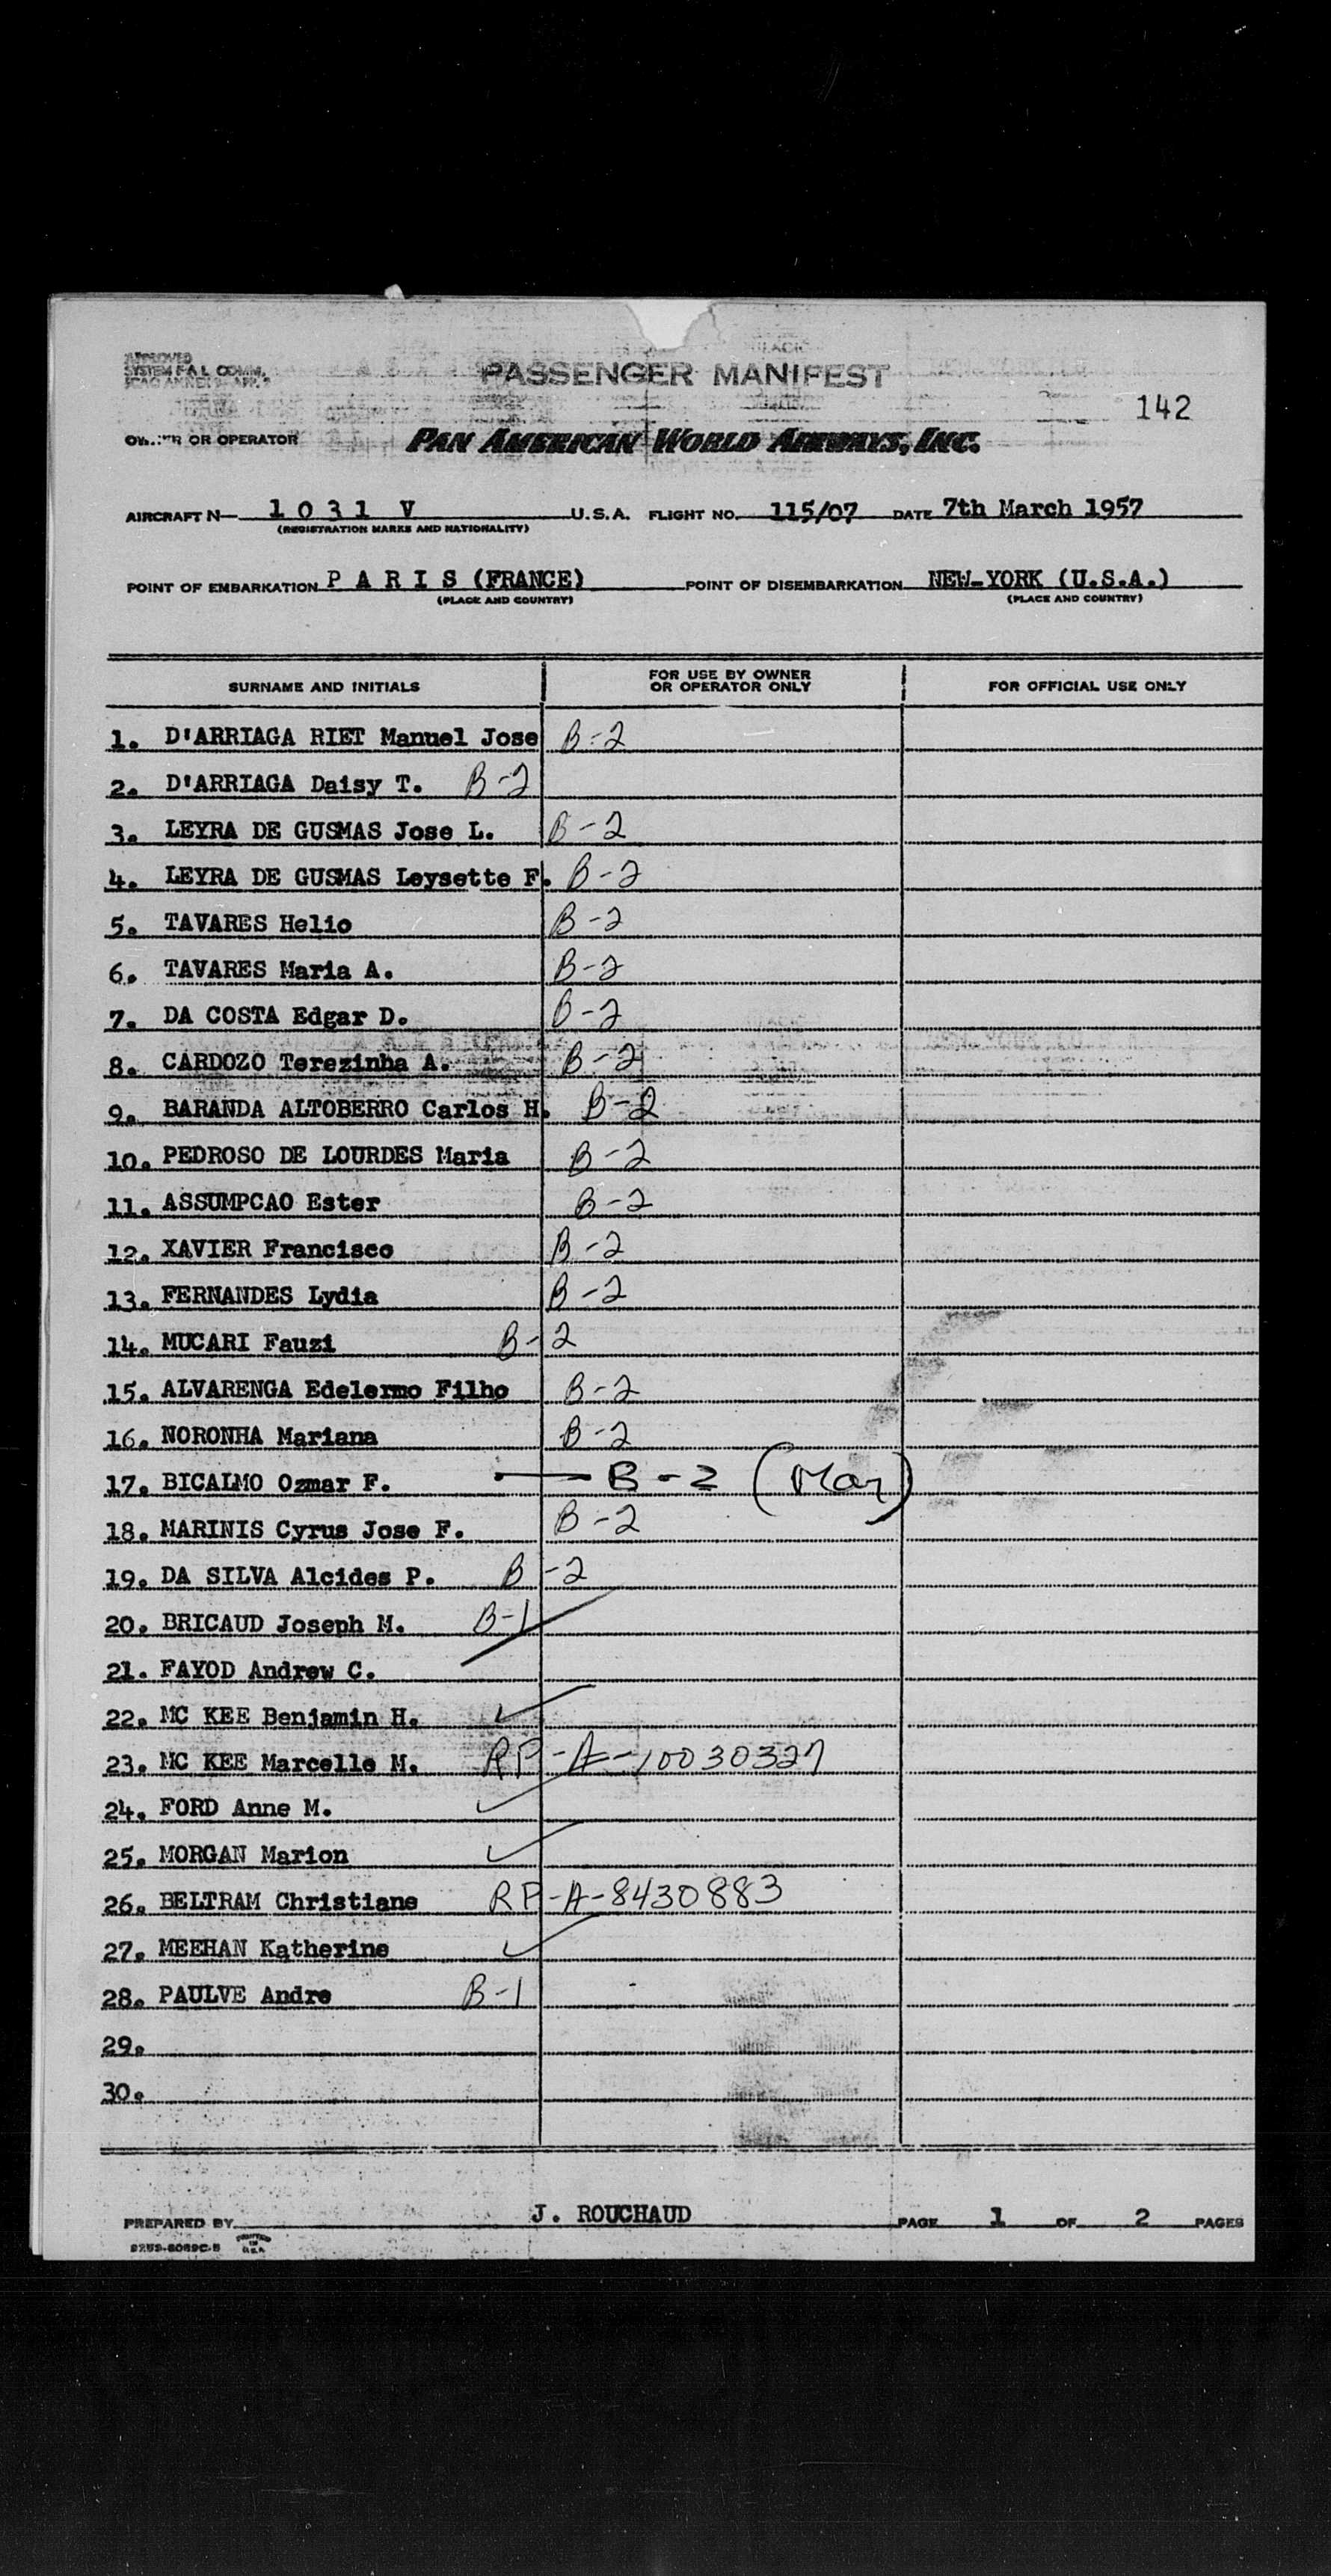 APPROVED
SYSTEM FAL COMM.
PASSENGER MANIFEST
142
OWNER OR OPERATOR PAN AMERICAN WORLD AIRWAYS, INC.
AIRCRAFT N— 1 0 3 1 V U.S.A. FLIGHT NO. 115/07 DATE 7th March 1957
(REGISTRATION MARKS AND NATIONALITY)
POINT OF EMBARKATION P A R I S (FRANCE) POINT OF DISEMBARKATION NEW-YORK (U.S.A.)
(PLACE AND COUNTRY) (PLACE AND COUNTRY)
SURNAME AND INITIALS FOR USE BY OWNER OR OPERATOR ONLY FOR OFFICIAL USE ONLY
1. D'ARRIAGA RIET Manuel Jose B-2
2. D'ARRIAGA Daisy T. B-2
3. LEYRA DE GUSMAS Jose L. B-2
4. LEYRA DE GUSMAS Leysette F. B-2
5. TAVARES Helio B-2
6. TAVARES Maria A. B-2
7. DA COSTA Edgar D. B-2
8. CARDOZO Terezinha A. B-2
9. BARANDA ALTOBERRO Carlos H. B-2
10. PEDROSO DE LOURDES Maria B-2
11. ASSUMPCAO Ester B-2
12. XAVIER Francisco B-2
13. FERNANDES Lydia B-2
14. MUCARI Fauzi B-2
15. ALVARENGA Edelermo Filho B-2
16. NORONHA Mariana B-2
17. BICALMO Ozmar F. B-2 (Mar)
18. MARINIS Cyrus Jose F. B-2
19. DA SILVA Alcides P. B-2
20. BRICAUD Joseph M. B-1
21. FAYOD Andrew C.
22. MC KEE Benjamin H. ✓
23. MC KEE Marcelle M. RP-A-10030327
24. FORD Anne M. ✓
25. MORGAN Marion ✓
26. BELTRAM Christiane RP-A-8430883
27. MEEHAN Katherine ✓
28. PAULVE Andre B-1
29.
30.
PREPARED BY J. ROUCHAUD PAGE 1 OF 2 PAGES